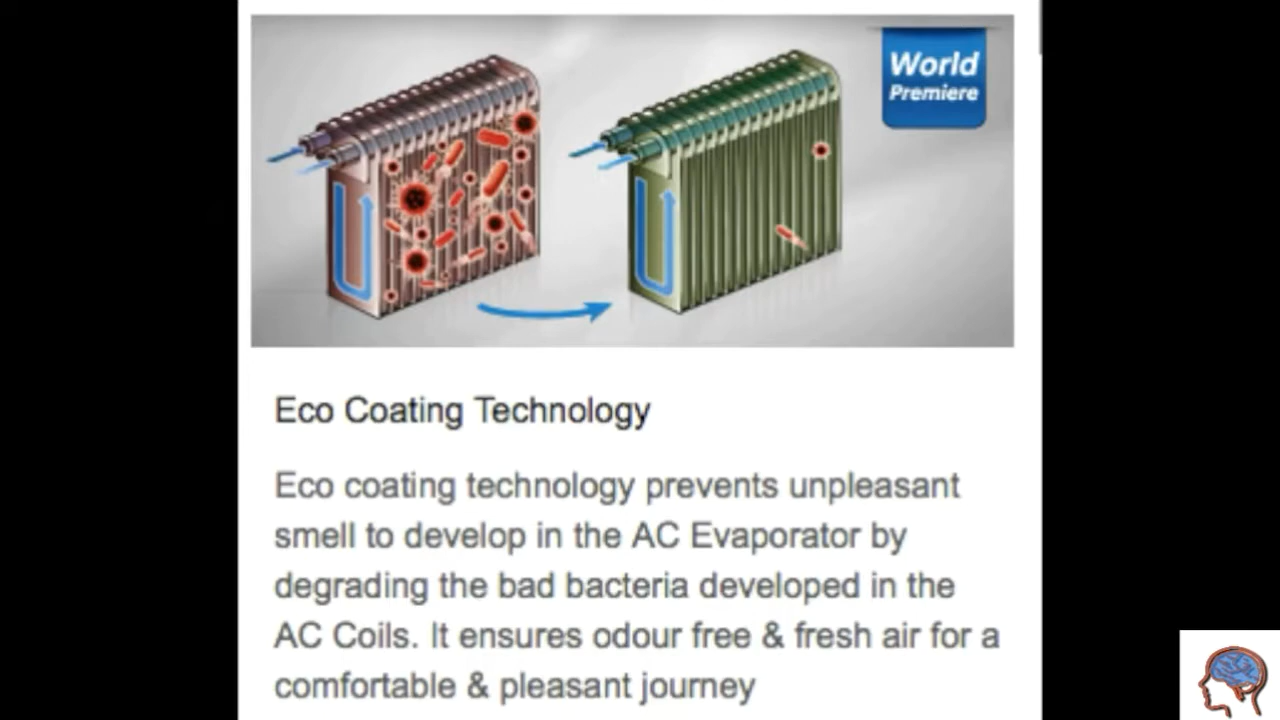 World
Premiere
Eco Coating Technology
Eco coating technology prevents unpleasant
smell to develop in the AC Evaporator by
degrading the bad bacteria developed in the
AC Coils. It ensures odour free & fresh air for a
comfortable & pleasant journey